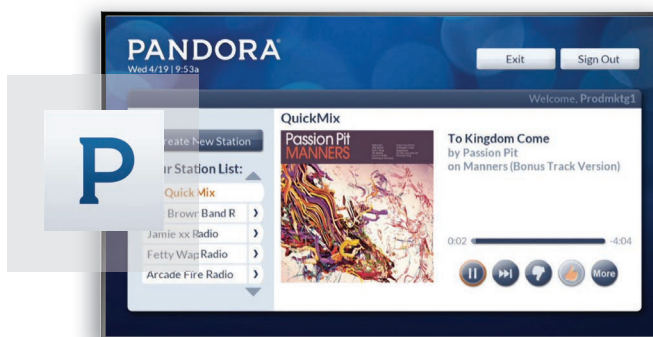 PANDORA
Wed 4/19 | 9:53a
Exit
Sign Out
Welcome, Prodmktg1
P
Create New Station
ur Station List:
Quick Mix
Brown Band R
Jamie xx Radio
Fetty Wap Radio
Arcade Fire Radio
QuickMix
Passion Pit
MANNERS
To Kingdom Come
by Passion Pit
on Manners (Bonus Track Version)
0:02
-4:04
More